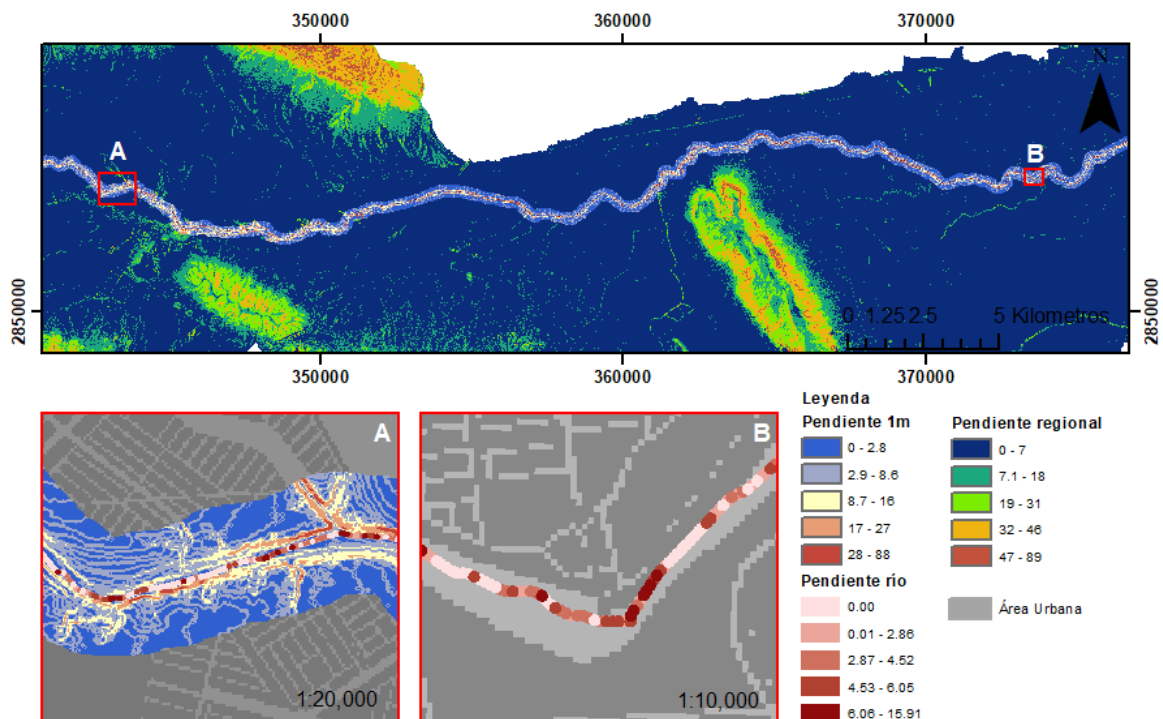 350000
360000
370000
A
B
N
2850000
2850000
0 1.25 2.5 5 Kilometros
350000
360000
370000
A
1:20,000
B
1:10,000
Leyenda
Pendiente 1m
0 - 2.8
2.9 - 8.6
8.7 - 16
17 - 27
28 - 88
Pendiente río
0.00
0.01 - 2.86
2.87 - 4.52
4.53 - 6.05
6.06 - 15.91
Pendiente regional
0 - 7
7.1 - 18
19 - 31
32 - 46
47 - 89
Área Urbana